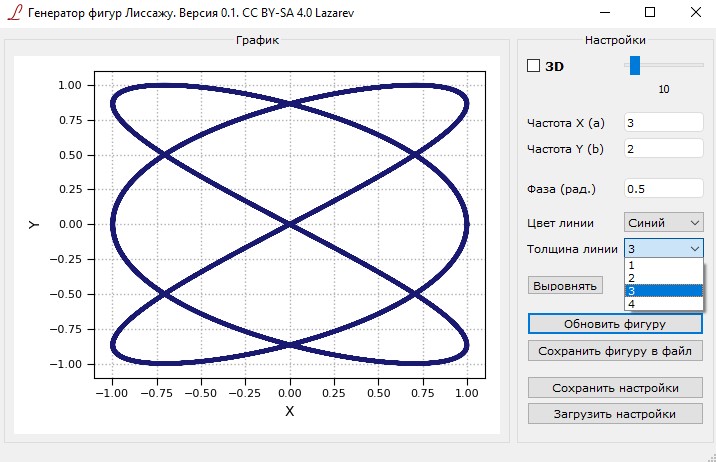 Генератор фигур Лиссажу. Версия 0.1. CC BY-SA 4.0 Lazarev
График
1.00
0.75
0.50
0.25
0.00
−0.25
−0.50
−0.75
−1.00
Y
−1.00 −0.75 −0.50 −0.25 0.00 0.25 0.50 0.75 1.00
X
Настройки
3D
10
Частота X (a) 3
Частота Y (b) 2
Фаза (рад.) 0.5
Цвет линии Синий
Толщина линии 3
1
2
3
4
Выровнять
Обновить фигуру
Сохранить фигуру в файл
Сохранить настройки
Загрузить настройки